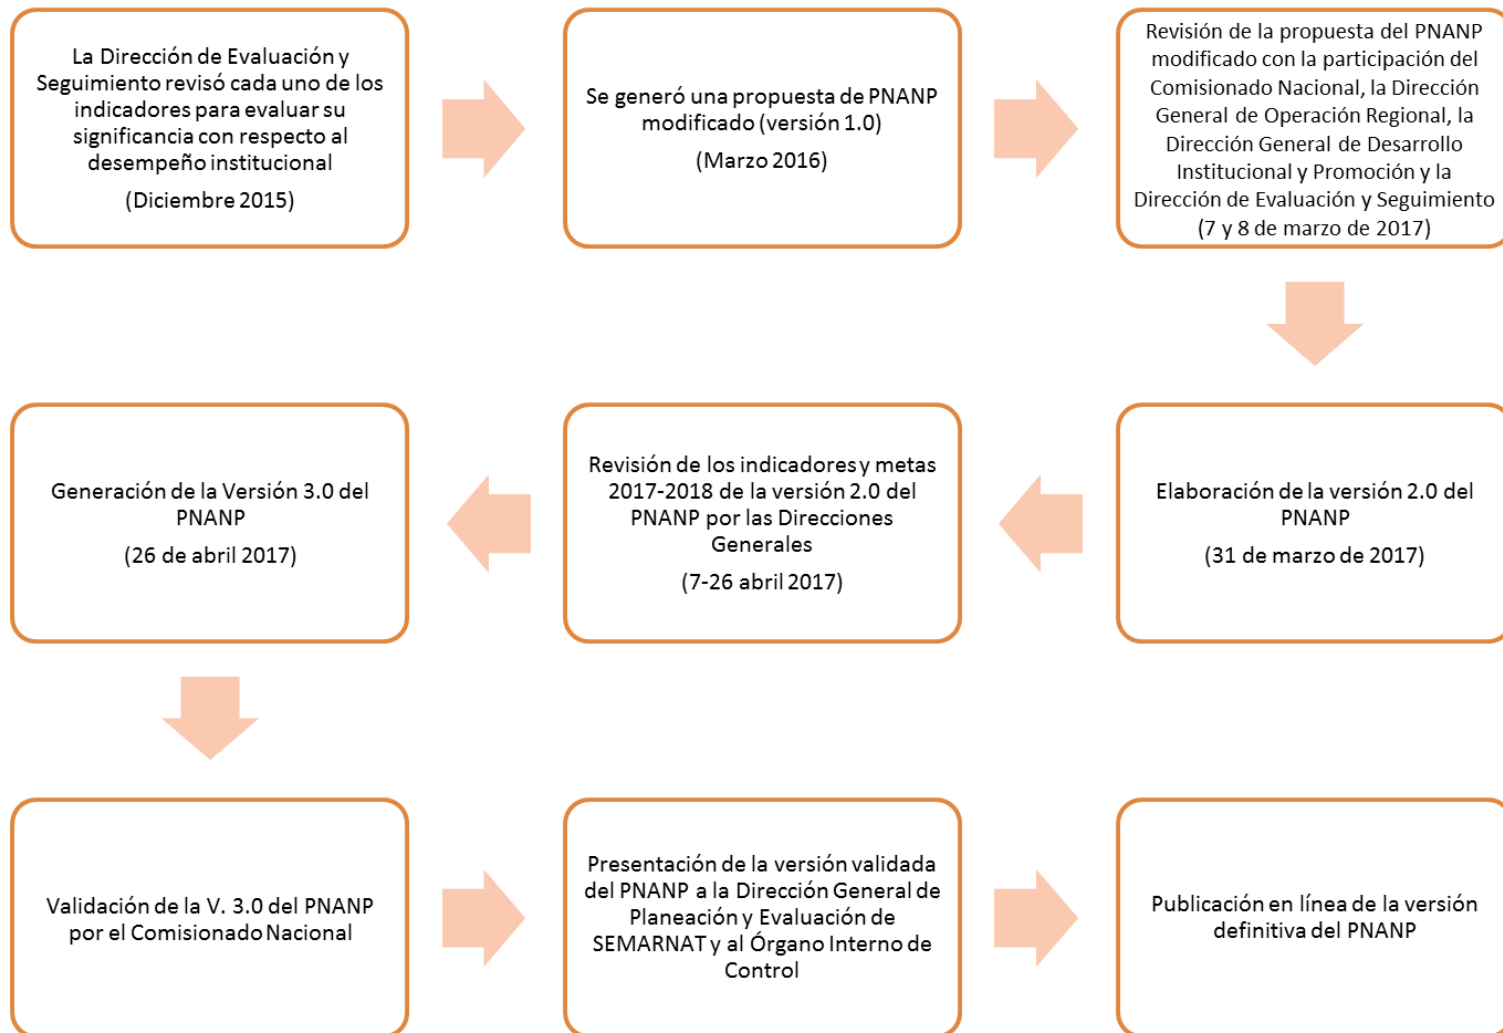 La Dirección de Evaluación y
Seguimiento revisó cada uno de los
indicadores para evaluar su
significancia con respecto al
desempeño institucional
(Diciembre 2015)
Se generó una propuesta de PNANP
modificado (versión 1.0)
(Marzo 2016)
Revisión de la propuesta del PNANP
modificado con la participación del
Comisionado Nacional, la Dirección
General de Operación Regional, la
Dirección General de Desarrollo
Institucional y Promoción y la
Dirección de Evaluación y Seguimiento
(7 y 8 de marzo de 2017)
Elaboración de la versión 2.0 del
PNANP
(31 de marzo de 2017)
Revisión de los indicadores y metas
2017-2018 de la versión 2.0 del
PNANP por las Direcciones
Generales
(7-26 abril 2017)
Generación de la Versión 3.0 del
PNANP
(26 de abril 2017)
Validación de la V. 3.0 del PNANP
por el Comisionado Nacional
Presentación de la versión validada
del PNANP a la Dirección General de
Planeación y Evaluación de
SEMARNAT y al Órgano Interno de
Control
Publicación en línea de la versión
definitiva del PNANP